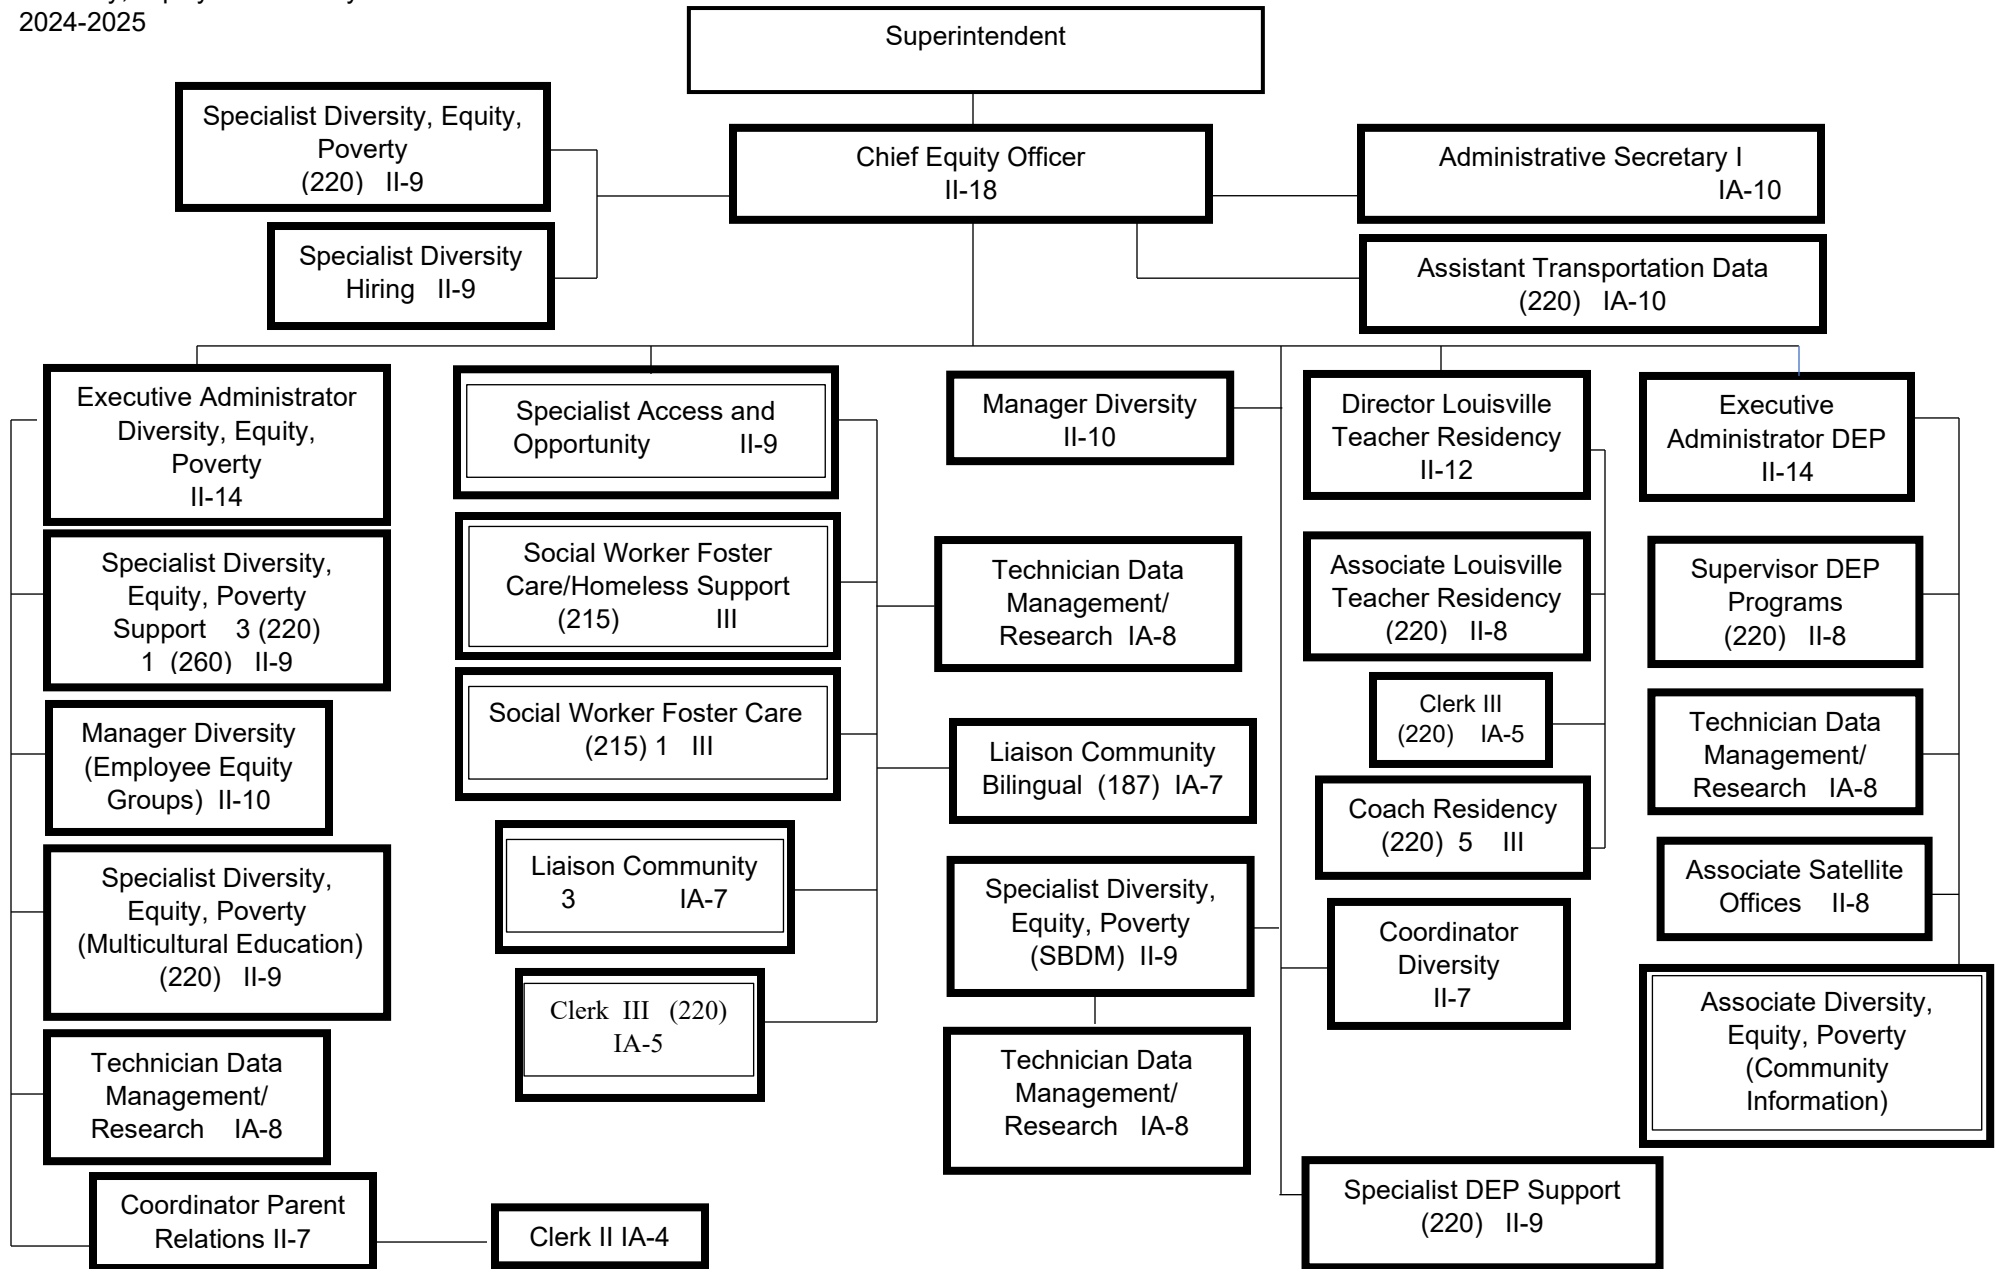 2024-2025
Superintendent
Specialist Diversity, Equity,
Poverty
(220) II-9
Chief Equity Officer
II-18
Administrative Secretary I
IA-10
Specialist Diversity
Hiring II-9
Assistant Transportation Data
(220) IA-10
Executive Administrator
Diversity, Equity,
Poverty
II-14
Specialist Diversity,
Equity, Poverty
Support 3 (220)
1 (260) II-9
Manager Diversity
(Employee Equity
Groups) II-10
Specialist Diversity,
Equity, Poverty
(Multicultural Education)
(220) II-9
Technician Data
Management/
Research IA-8
Coordinator Parent
Relations II-7
Clerk II IA-4
Specialist Access and
Opportunity II-9
Social Worker Foster
Care/Homeless Support
(215) III
Social Worker Foster Care
(215) 1 III
Liaison Community
3 IA-7
Clerk III (220)
IA-5
Manager Diversity
II-10
Technician Data
Management/
Research IA-8
Liaison Community
Bilingual (187) IA-7
Specialist Diversity,
Equity, Poverty
(SBDM) II-9
Technician Data
Management/
Research IA-8
Director Louisville
Teacher Residency
II-12
Associate Louisville
Teacher Residency
(220) II-8
Clerk III
(220) IA-5
Coach Residency
(220) 5 III
Coordinator
Diversity
II-7
Specialist DEP Support
(220) II-9
Executive
Administrator DEP
II-14
Supervisor DEP
Programs
(220) II-8
Technician Data
Management/
Research IA-8
Associate Satellite
Offices II-8
Associate Diversity,
Equity, Poverty
(Community
Information)